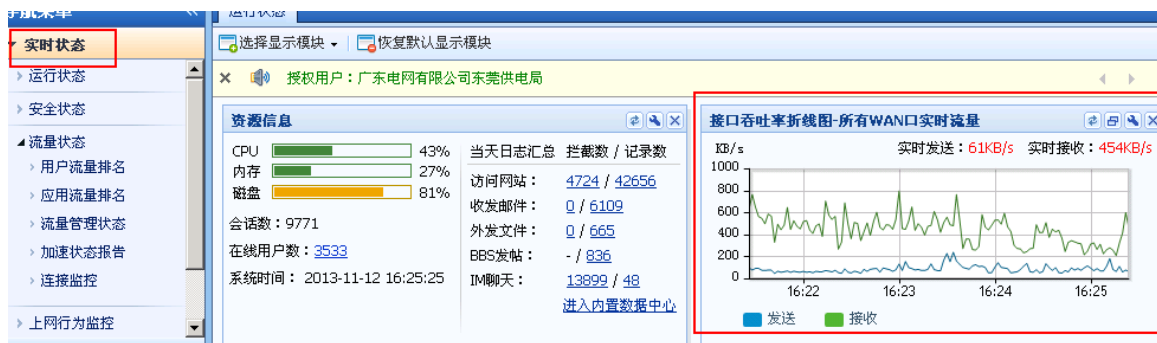 导航菜单
运行状态
实时状态
选择显示模块
恢复默认显示模块
运行状态
授权用户：广东电网有限公司东莞供电局
安全状态
流量状态
用户流量排名
应用流量排名
流量管理状态
加速状态报告
连接监控
上网行为监控
资源信息
CPU 43%
内存 27%
磁盘 81%
会话数：9771
在线用户数：3533
系统时间： 2013-11-12 16:25:25
当天日志汇总 拦截数 / 记录数
访问网站： 4724 / 42656
收发邮件： 0 / 6109
外发文件： 0 / 665
BBS发帖： - / 836
IM聊天： 13899 / 48
进入内置数据中心
接口吞吐率折线图-所有WAN口实时流量
KB/s 实时发送：61KB/s 实时接收：454KB/s
1000
800
600
400
200
0
16:22 16:23 16:24 16:25
发送 接收